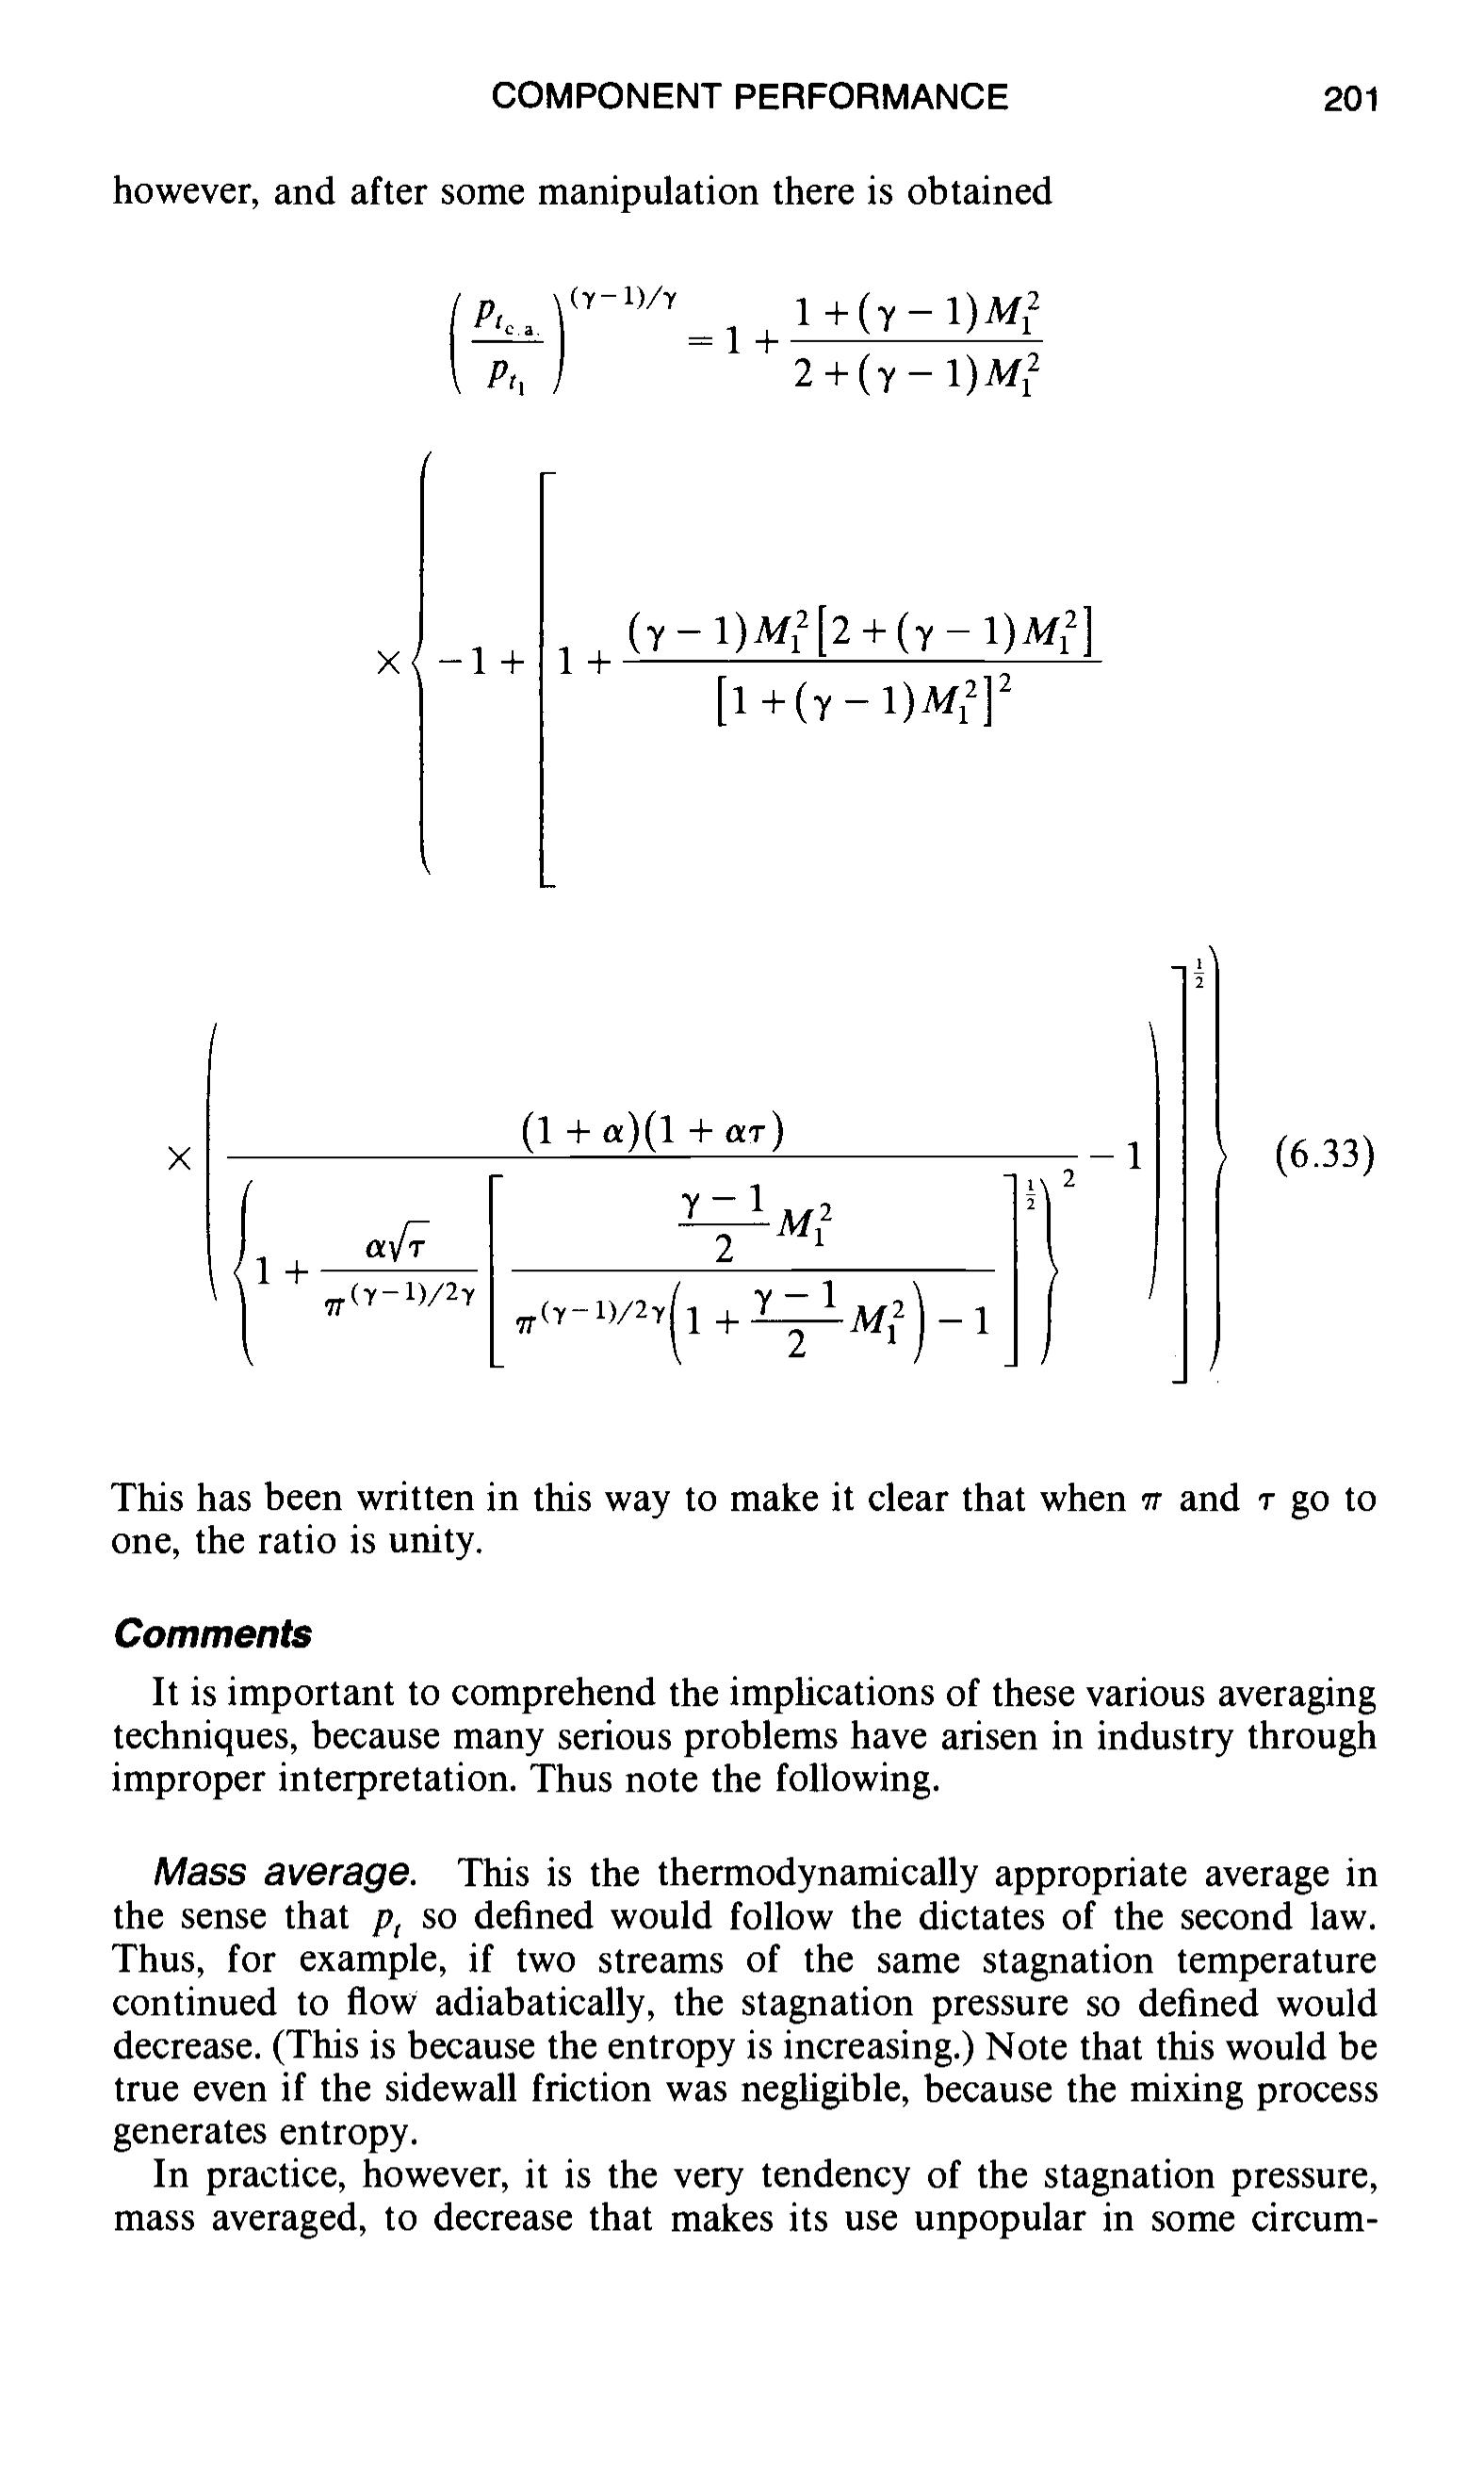 COMPONENT PERFORMANCE 201
however, and after some manipulation there is obtained
\left( \frac{p_{t_{c.a.}}}{p_{t_1}} \right)^{(\gamma-1)/\gamma} = 1 + \frac{1+(\gamma-1)M_1^2}{2+(\gamma-1)M_1^2}
\times \left\{ -1 + \left[ 1 + \frac{(\gamma-1)M_1^2[2+(\gamma-1)M_1^2]}{[1+(\gamma-1)M_1^2]^2} \right. \right.
\left. \left. \times \left( \frac{(1+\alpha)(1+\alpha\tau)}{\left\{ 1 + \frac{\alpha\sqrt{\tau}}{\pi^{(\gamma-1)/2\gamma}} \left[ \frac{\frac{\gamma-1}{2}M_1^2}{\pi^{(\gamma-1)/2\gamma}\left(1+\frac{\gamma-1}{2}M_1^2\right)-1} \right]^{\frac{1}{2}} \right\}^2} - 1 \right) \right]^{\frac{1}{2}} \right\} (6.33)
This has been written in this way to make it clear that when π and τ go to
one, the ratio is unity.
Comments
It is important to comprehend the implications of these various averaging
techniques, because many serious problems have arisen in industry through
improper interpretation. Thus note the following.
Mass average. This is the thermodynamically appropriate average in
the sense that p_t so defined would follow the dictates of the second law.
Thus, for example, if two streams of the same stagnation temperature
continued to flow adiabatically, the stagnation pressure so defined would
decrease. (This is because the entropy is increasing.) Note that this would be
true even if the sidewall friction was negligible, because the mixing process
generates entropy.
In practice, however, it is the very tendency of the stagnation pressure,
mass averaged, to decrease that makes its use unpopular in some circum-